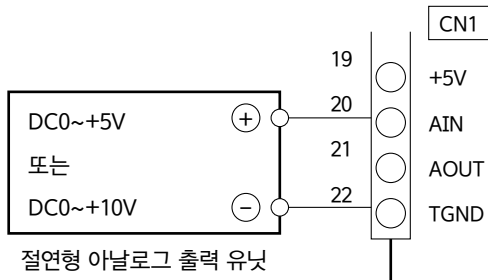 CN1
19
+5V
DC0~+5V
+
20
AIN
또는
21
AOUT
DC0~+10V
−
22
TGND
절연형 아날로그 출력 유닛